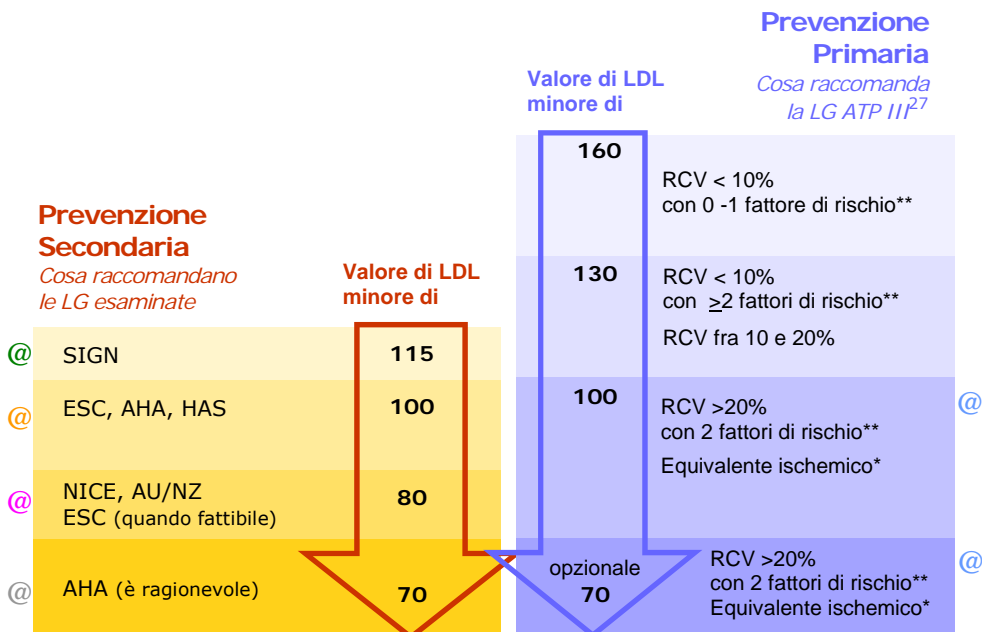 Prevenzione
Primaria
Cosa raccomanda
la LG ATP III27
Valore di LDL
minore di
160
RCV < 10%
con 0 -1 fattore di rischio**
130
RCV < 10%
con >2 fattori di rischio**
RCV fra 10 e 20%
100
RCV >20%
con 2 fattori di rischio**
Equivalente ischemico*
@
opzionale
70
RCV >20%
con 2 fattori di rischio**
Equivalente ischemico*
@
Prevenzione
Secondaria
Cosa raccomandano
le LG esaminate
Valore di LDL
minore di
@ SIGN 115
@ ESC, AHA, HAS 100
@ NICE, AU/NZ 80
ESC (quando fattibile)
@ AHA (è ragionevole) 70